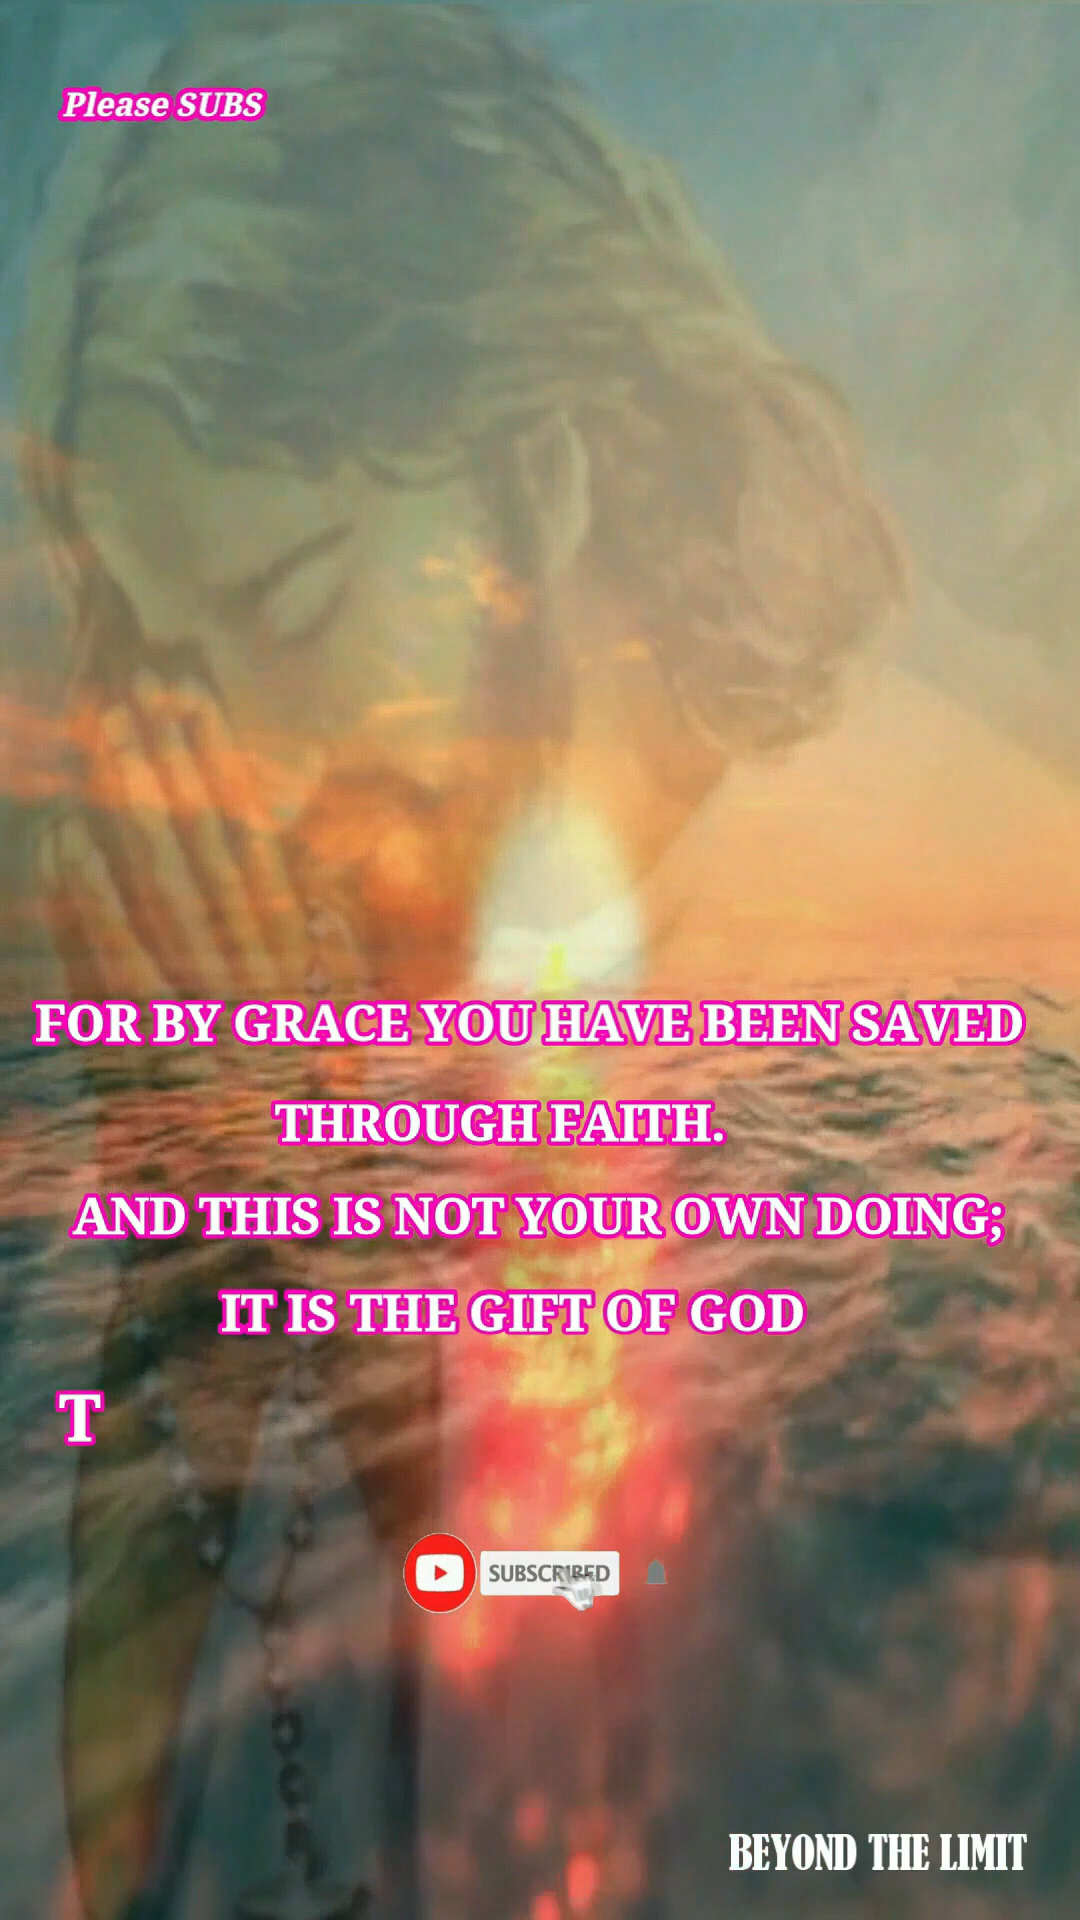 Please SUBS
FOR BY GRACE YOU HAVE BEEN SAVED
THROUGH FAITH.
AND THIS IS NOT YOUR OWN DOING;
IT IS THE GIFT OF GOD
T
SUBSCRIBED
BEYOND THE LIMIT